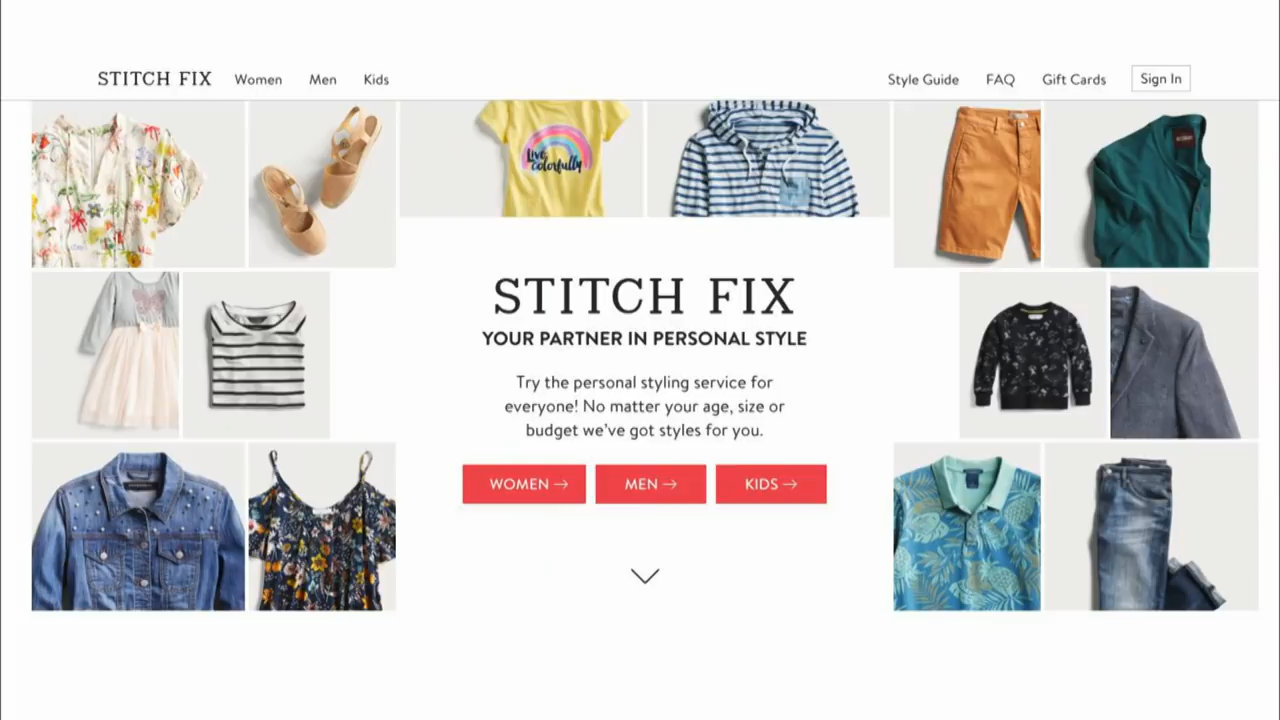 STITCH FIX Women Men Kids Style Guide FAQ Gift Cards Sign In
Live
colorfully
STITCH FIX
YOUR PARTNER IN PERSONAL STYLE
Try the personal styling service for
everyone! No matter your age, size or
budget we've got styles for you.
WOMEN → MEN → KIDS →